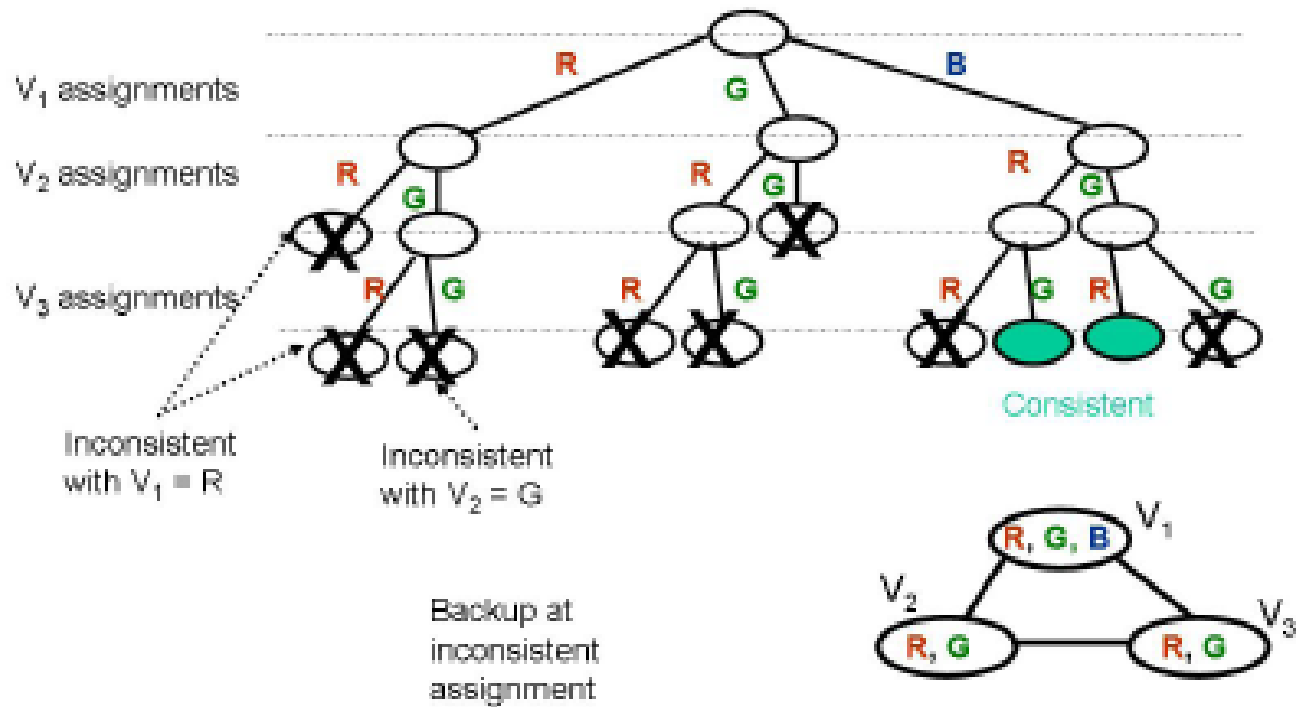 R
G
B
V₁ assignments
R
G
R
G
R
G
V₂ assignments
R
G
R
G
R
G
R
G
V₃ assignments
Consistent
Inconsistent
with V₁ = R
Inconsistent
with V₂ = G
R, G, B
V₁
V₂
V₃
R, G
R, G
Backup at
inconsistent
assignment